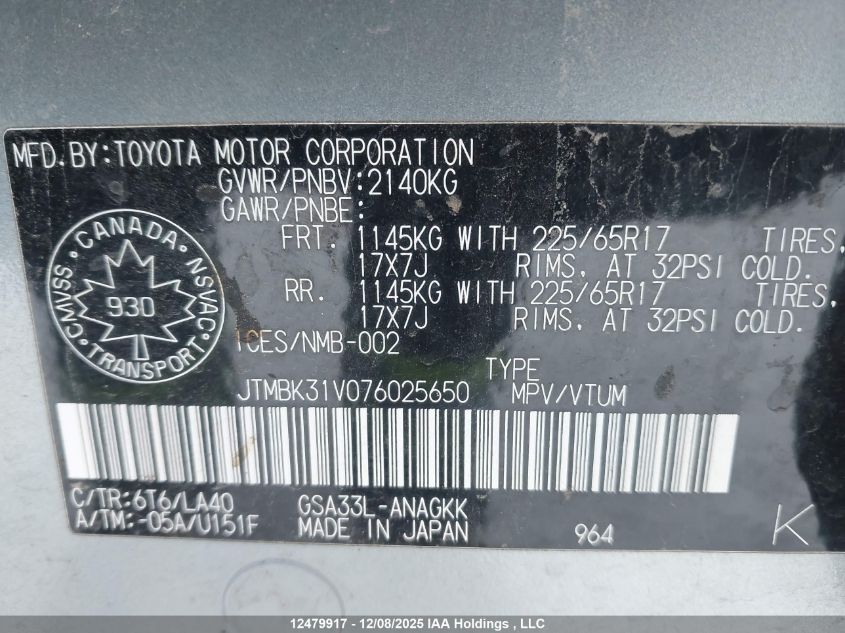 MFD.BY:TOYOTA MOTOR CORPORATION
GVWR/PNBV:2140KG
GAWR/PNBE:
FRT. 1145KG WITH 225/65R17 TIRES,
17X7J RIMS, AT 32PSI COLD.
RR. 1145KG WITH 225/65R17 TIRES,
17X7J RIMS, AT 32PSI COLD.
CANADA
CMVSS NSVAC
930
TRANSPORT
ICES/NMB-002
TYPE
JTMBK31V076025650 MPV/VTUM
C/TR:6T6/LA40 GSA33L-ANAGKK
A/TM:-05A/U151F MADE IN JAPAN 964 K
12479917 - 12/08/2025 IAA Holdings , LLC